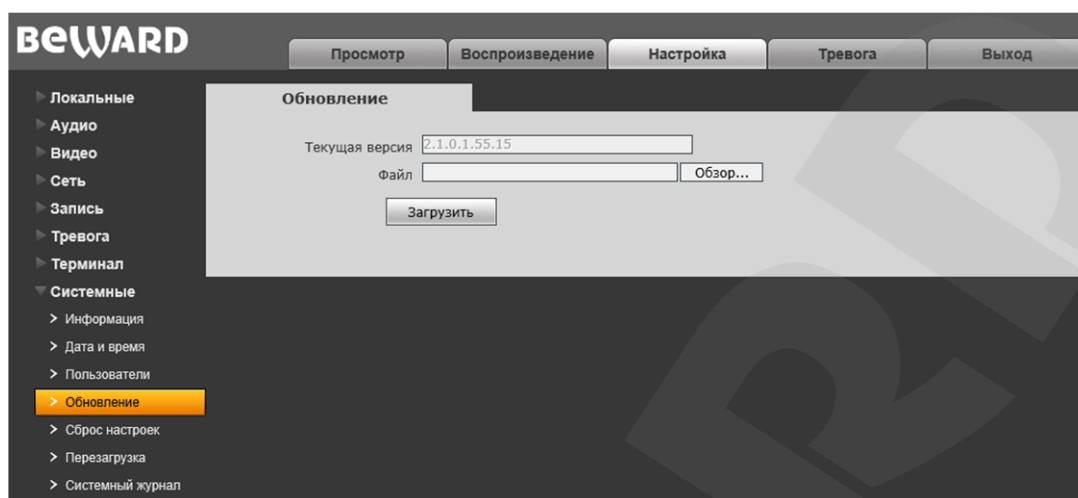 BEWARD
Просмотр Воспроизведение Настройка Тревога Выход
Локальные
Аудио
Видео
Сеть
Запись
Тревога
Терминал
Системные
Информация
Дата и время
Пользователи
Обновление
Сброс настроек
Перезагрузка
Системный журнал
Обновление
Текущая версия 2.1.0.1.55.15
Файл Обзор...
Загрузить